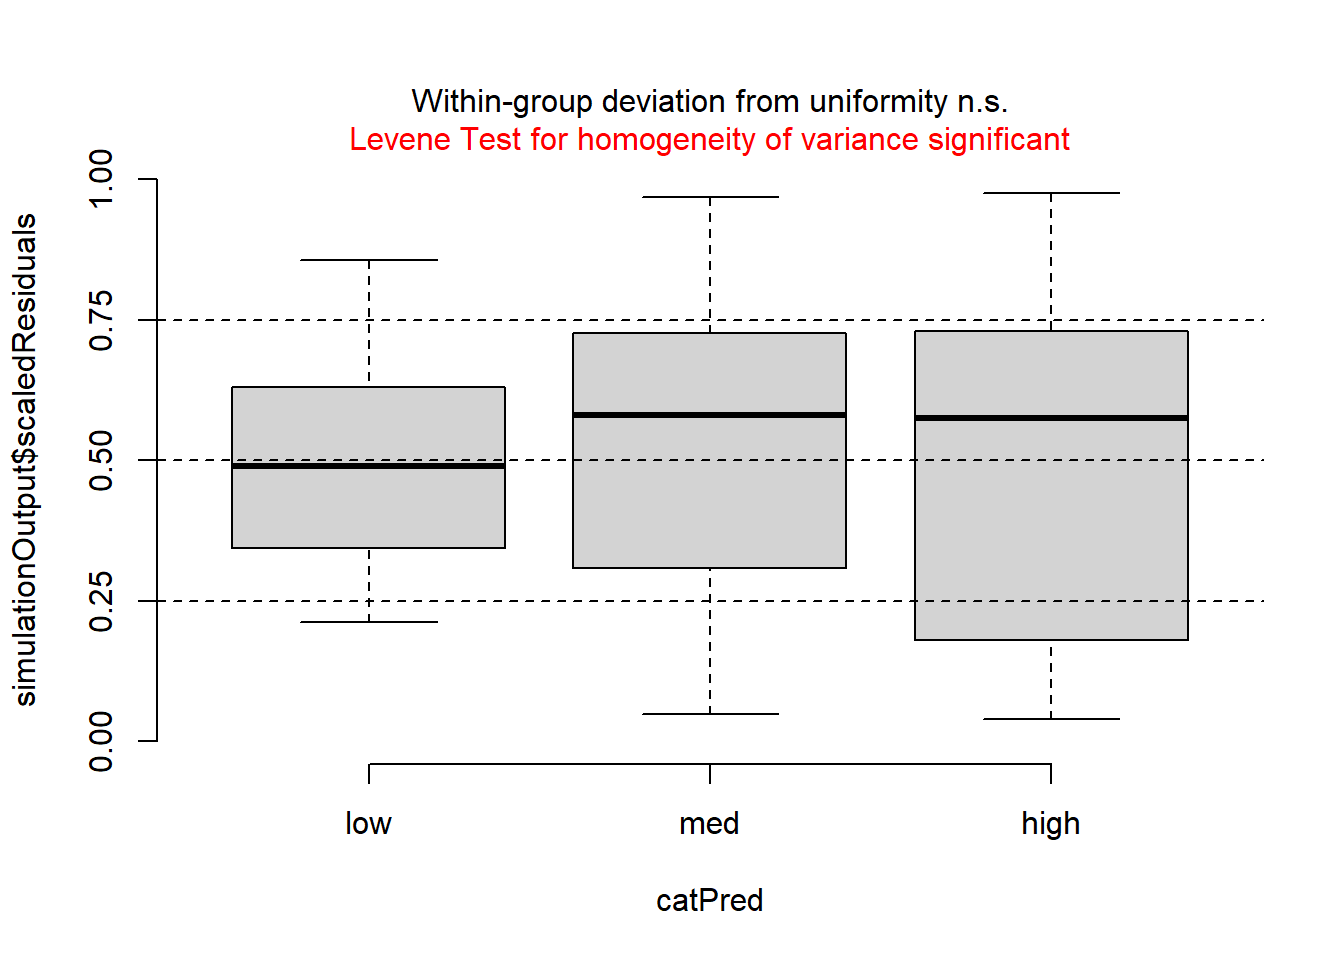 Within-group deviation from uniformity n.s.
Levene Test for homogeneity of variance significant
simulationOutput$scaledResiduals
1.00
0.75
0.50
0.25
0.00
low med high
catPred